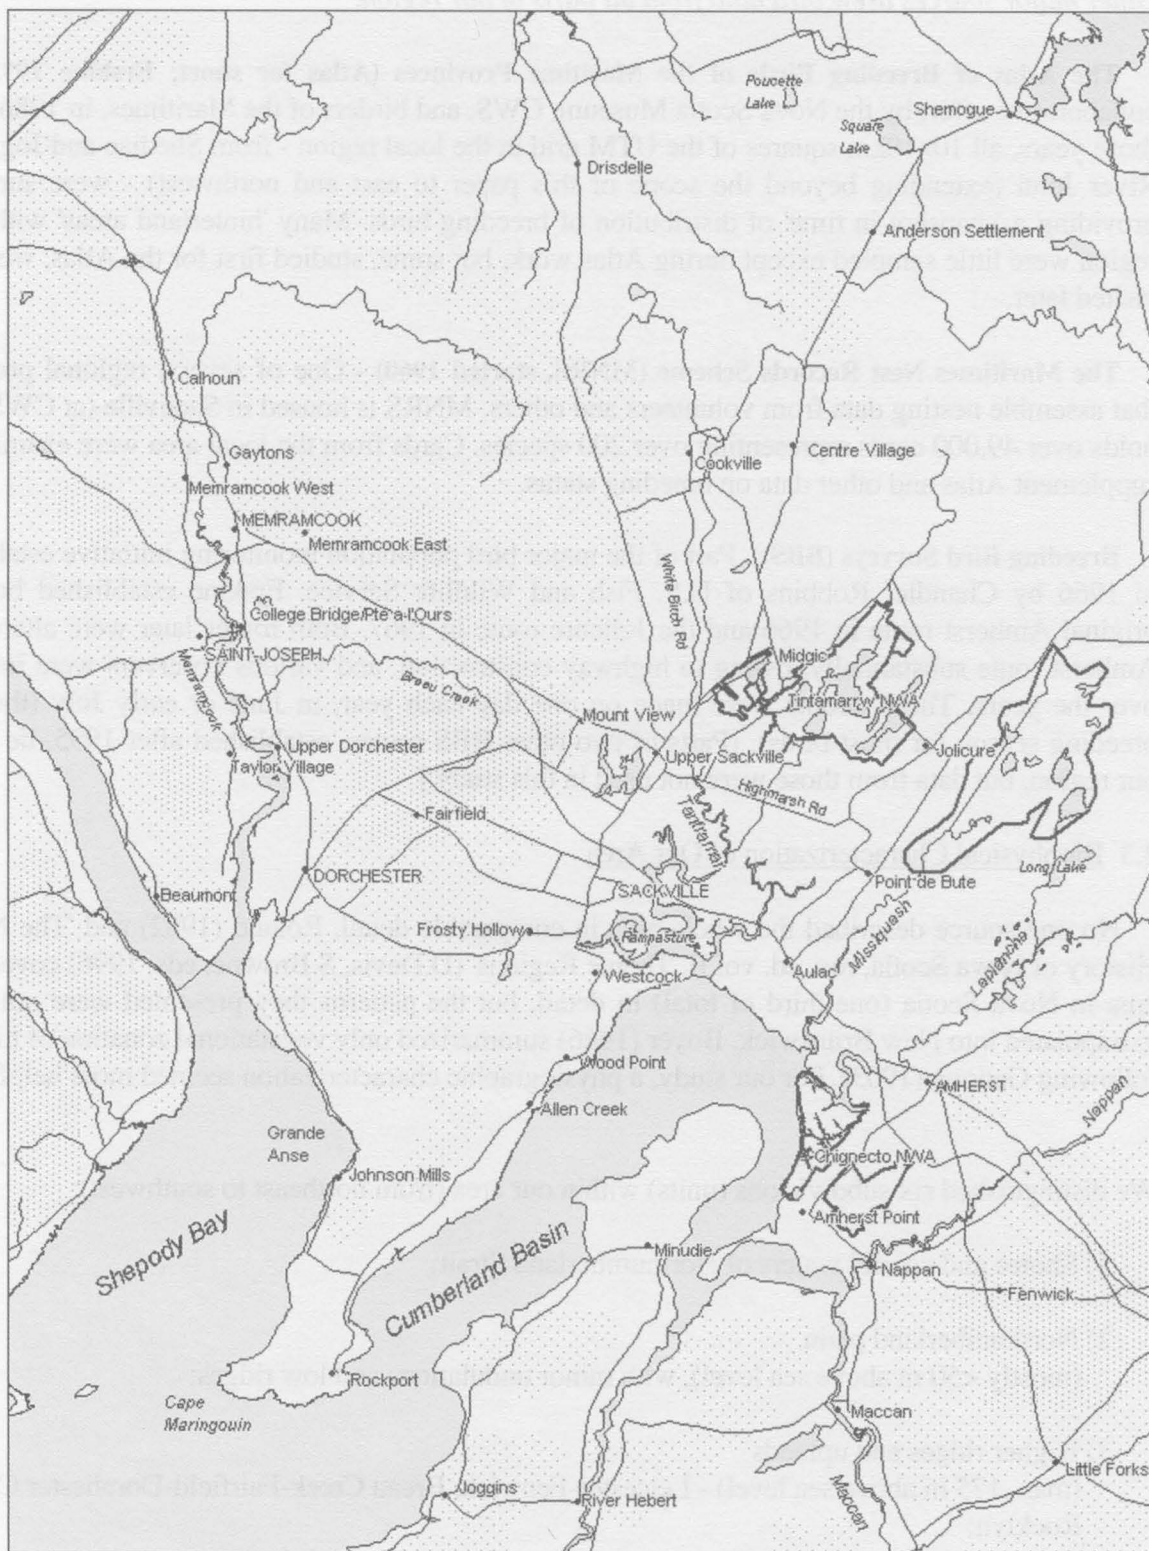 Poucette
Lake
Shemogue
Square
Lake
Drisdelle
Anderson Settlement
Calhoun
Gaytons
Cookville
Centre Village
Memramcook West
MEMRAMCOOK
Memramcook East
White Birch Rd
College Bridge/Pte a-l'Ours
SAINT-JOSEPH
Memramcook
Midgic
Breau Creek
Tintamarrw NWA
Mount View
Upper Dorchester
Upper Sackville
Jolicure
Taylor Village
Highmarsh Rd
Fairfield
Tantramar
Long Lake
DORCHESTER
Point de Bute
Beaumont
SACKVILLE
Frosty Hollow
Rampasture
Missiquash
Laplanche
Westcock
Aulac
Wood Point
AMHERST
Allen Creek
Nappan
Grande
Anse
Chignecto NWA
Johnson Mills
Amherst Point
Shepody Bay
Cumberland Basin
Minudie
Nappan
Fenwick
Rockport
Cape
Maringouin
Maccan
Little Forks
Joggins
River Hebert
Maccan